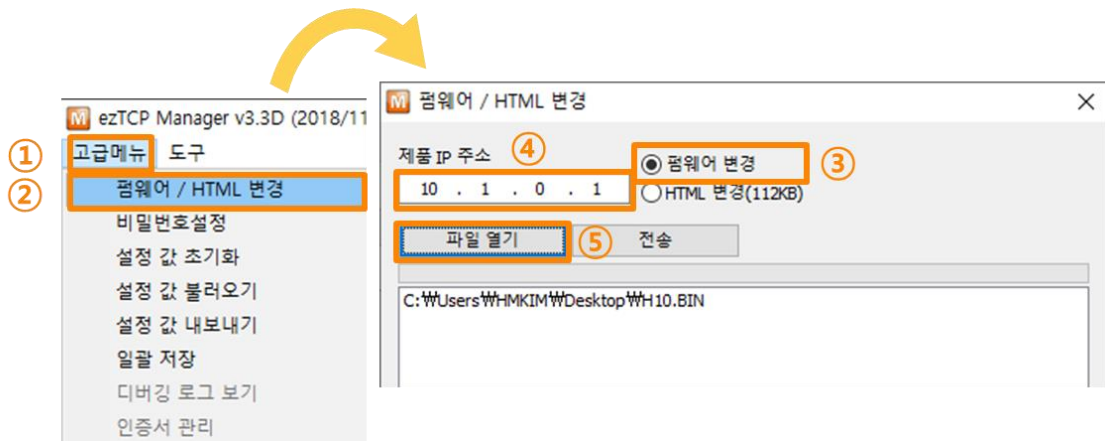 ezTCP Manager v3.3D (2018/11
① 고급메뉴 도구
② 펌웨어 / HTML 변경
비밀번호설정
설정 값 초기화
설정 값 불러오기
설정 값 내보내기
일괄 저장
디버깅 로그 보기
인증서 관리
M 펌웨어 / HTML 변경
제품 IP 주소 ④
펌웨어 변경 ③
10 . 1 . 0 . 1
HTML 변경(112KB)
파일 열기 ⑤ 전송
C:₩Users₩HMKIM₩Desktop₩H10.BIN